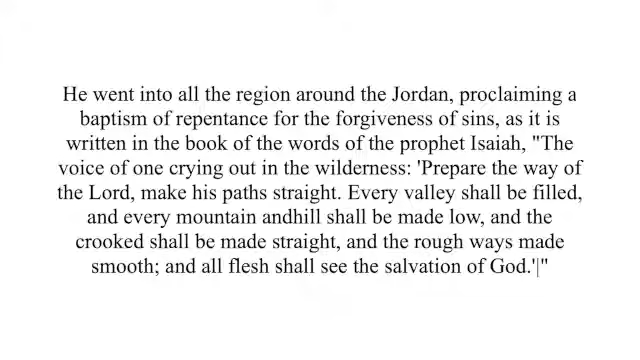 He went into all the region around the Jordan, proclaiming a
baptism of repentance for the forgiveness of sins, as it is
written in the book of the words of the prophet Isaiah, "The
voice of one crying out in the wilderness: 'Prepare the way of
the Lord, make his paths straight. Every valley shall be filled,
and every mountain andhill shall be made low, and the
crooked shall be made straight, and the rough ways made
smooth; and all flesh shall see the salvation of God.'|"